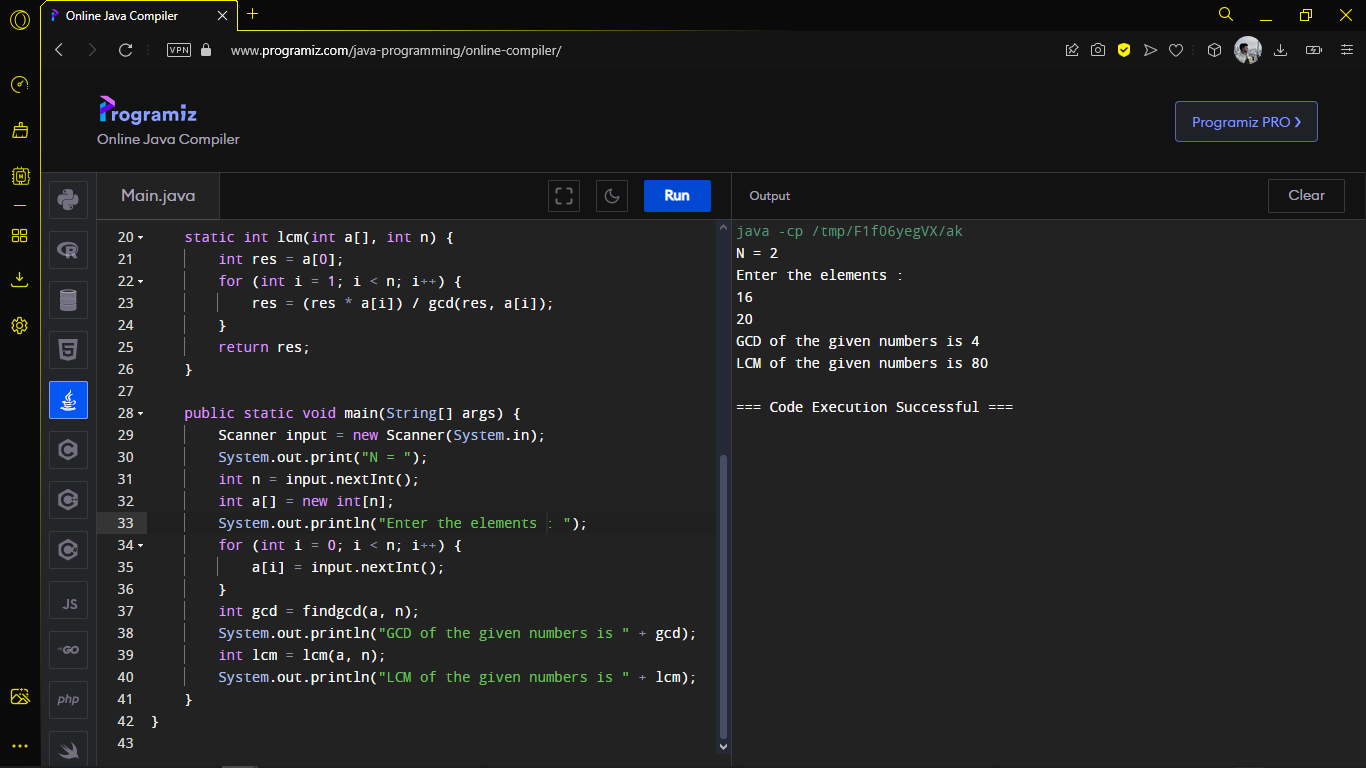 Online Java Compiler
VPN
www.programiz.com/java-programming/online-compiler/
Programiz
Online Java Compiler
Programiz PRO ❯
Main.java
Run
Output
Clear
20 static int lcm(int a[], int n) {
21 int res = a[0];
22 for (int i = 1; i < n; i++) {
23 res = (res * a[i]) / gcd(res, a[i]);
24 }
25 return res;
26 }
27
28 public static void main(String[] args) {
29 Scanner input = new Scanner(System.in);
30 System.out.print("N = ");
31 int n = input.nextInt();
32 int a[] = new int[n];
33 System.out.println("Enter the elements : ");
34 for (int i = 0; i < n; i++) {
35 a[i] = input.nextInt();
36 }
37 int gcd = findgcd(a, n);
38 System.out.println("GCD of the given numbers is " + gcd);
39 int lcm = lcm(a, n);
40 System.out.println("LCM of the given numbers is " + lcm);
41 }
42 }
43
java -cp /tmp/F1f06yegVX/ak
N = 2
Enter the elements :
16
20
GCD of the given numbers is 4
LCM of the given numbers is 80
=== Code Execution Successful ===
JS
GO
php